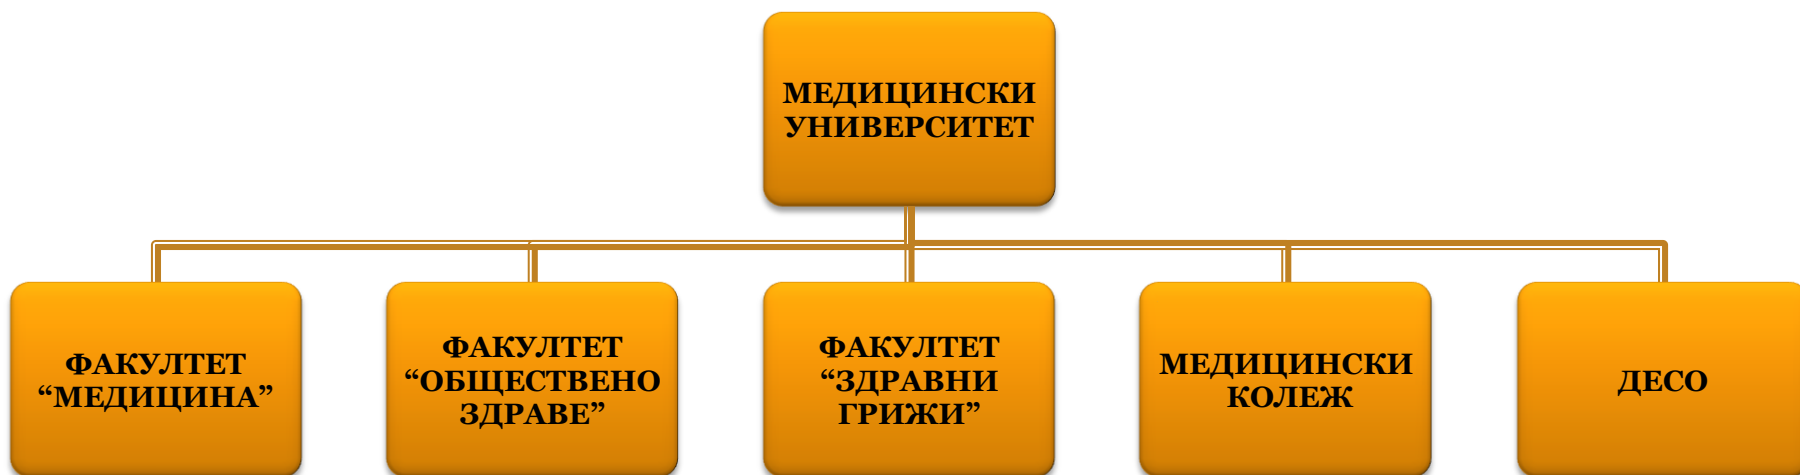 МЕДИЦИНСКИ
УНИВЕРСИТЕТ
ФАКУЛТЕТ
“МЕДИЦИНА”
ФАКУЛТЕТ
“ОБЩЕСТВЕНО
ЗДРАВЕ”
ФАКУЛТЕТ
“ЗДРАВНИ
ГРИЖИ”
МЕДИЦИНСКИ
КОЛЕЖ
ДЕСО